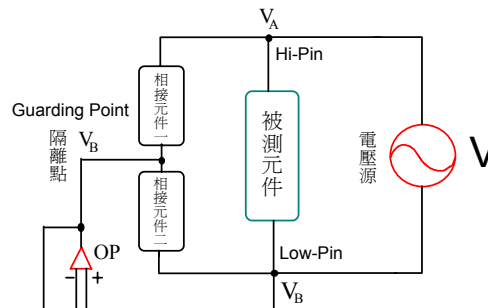 V_A
Hi-Pin
相接元件一
Guarding Point
隔離點
V_B
被測元件
電壓源
V
相接元件二
OP
- +
Low-Pin
V_B